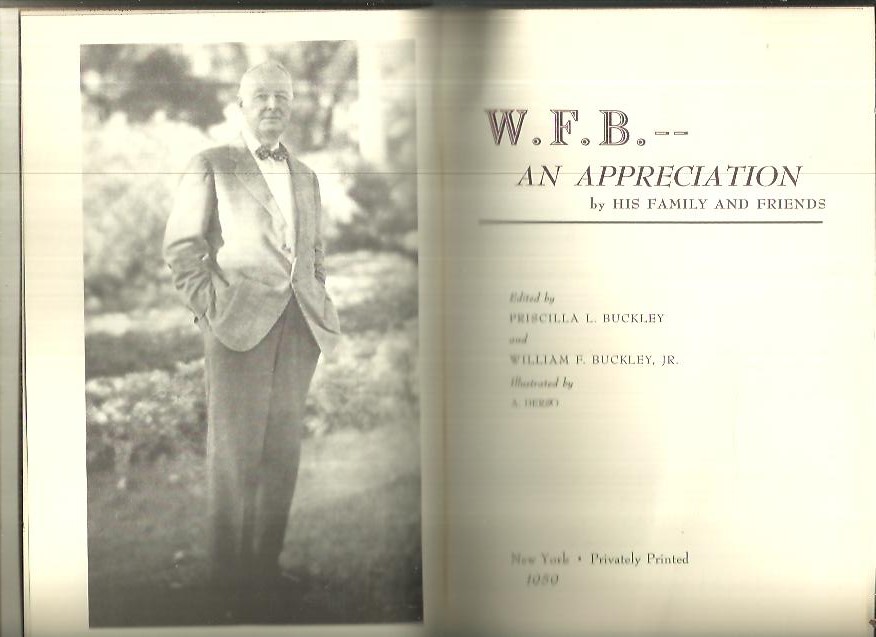 W.F.B.--
AN APPRECIATION
by HIS FAMILY AND FRIENDS
Edited by
PRISCILLA L. BUCKLEY
and
WILLIAM F. BUCKLEY, JR.
Illustrated by
A. DERSO
New York • Privately Printed
1959